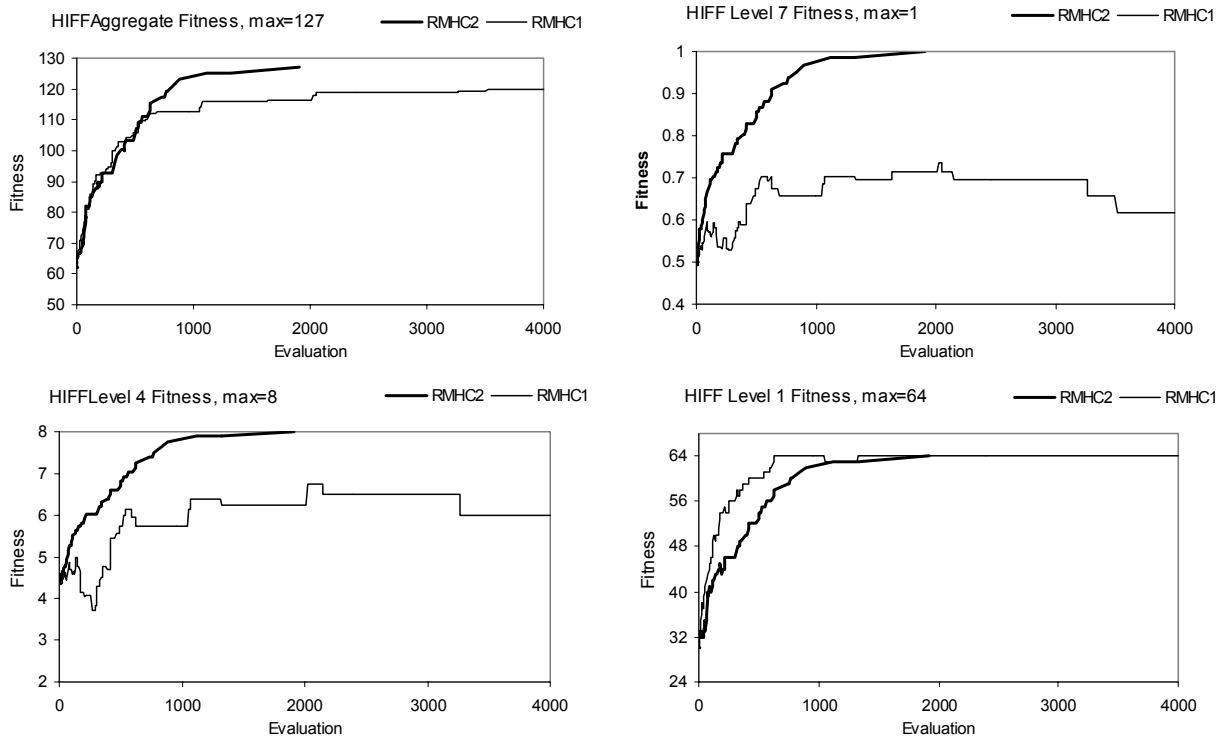 HIFFAggregate Fitness, max=127
RMHC2
RMHC1
Fitness
130
120
110
100
90
80
70
60
50
0
1000
2000
3000
4000
Evaluation
HIFF Level 7 Fitness, max=1
RMHC2
RMHC1
Fitness
1
0.9
0.8
0.7
0.6
0.5
0.4
0
1000
2000
3000
4000
Evaluation
HIFFLevel 4 Fitness, max=8
RMHC2
RMHC1
Fitness
8
7
6
5
4
3
2
0
1000
2000
3000
4000
Evaluation
HIFF Level 1 Fitness, max=64
RMHC2
RMHC1
Fitness
64
56
48
40
32
24
0
1000
2000
3000
4000
Evaluation